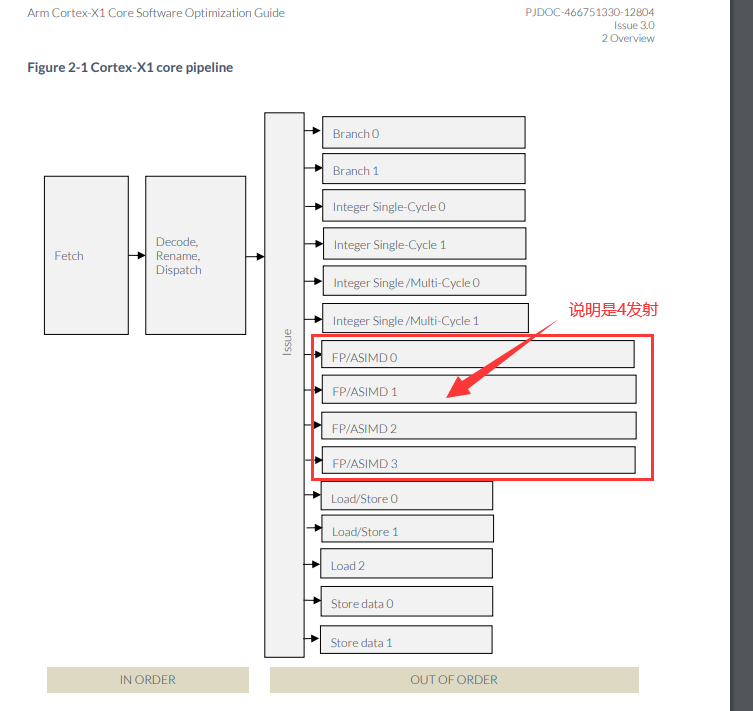 Arm Cortex-X1 Core Software Optimization Guide
PJDOC-466751330-12804
Issue 3.0
2 Overview
Figure 2-1 Cortex-X1 core pipeline
Fetch
Decode,
Rename,
Dispatch
Issue
Branch 0
Branch 1
Integer Single-Cycle 0
Integer Single-Cycle 1
Integer Single /Multi-Cycle 0
Integer Single /Multi-Cycle 1
说明是4发射
FP/ASIMD 0
FP/ASIMD 1
FP/ASIMD 2
FP/ASIMD 3
Load/Store 0
Load/Store 1
Load 2
Store data 0
Store data 1
IN ORDER
OUT OF ORDER